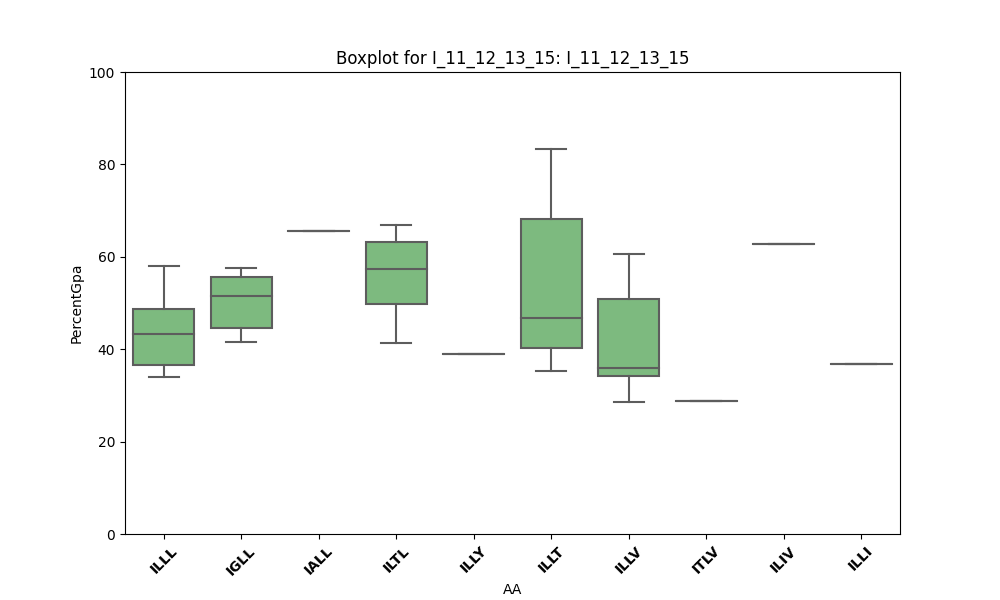 Boxplot for I_11_12_13_15: I_11_12_13_15
PercentGpa
100
80
60
40
20
0
ILLL
IGLL
IALL
ILTL
ILLY
ILLT
ILLV
ITLV
ILIV
ILLI
AA